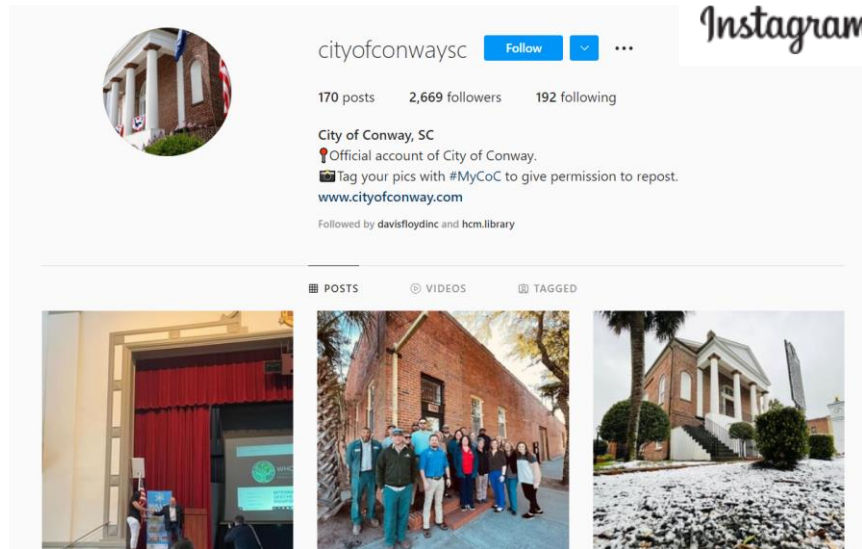 Instagram
cityofconwaysc Follow
170 posts 2,669 followers 192 following
City of Conway, SC
Official account of City of Conway.
Tag your pics with #MyCoC to give permission to repost.
www.cityofconway.com
Followed by davisfloydinc and hcm.library
POSTS VIDEOS TAGGED